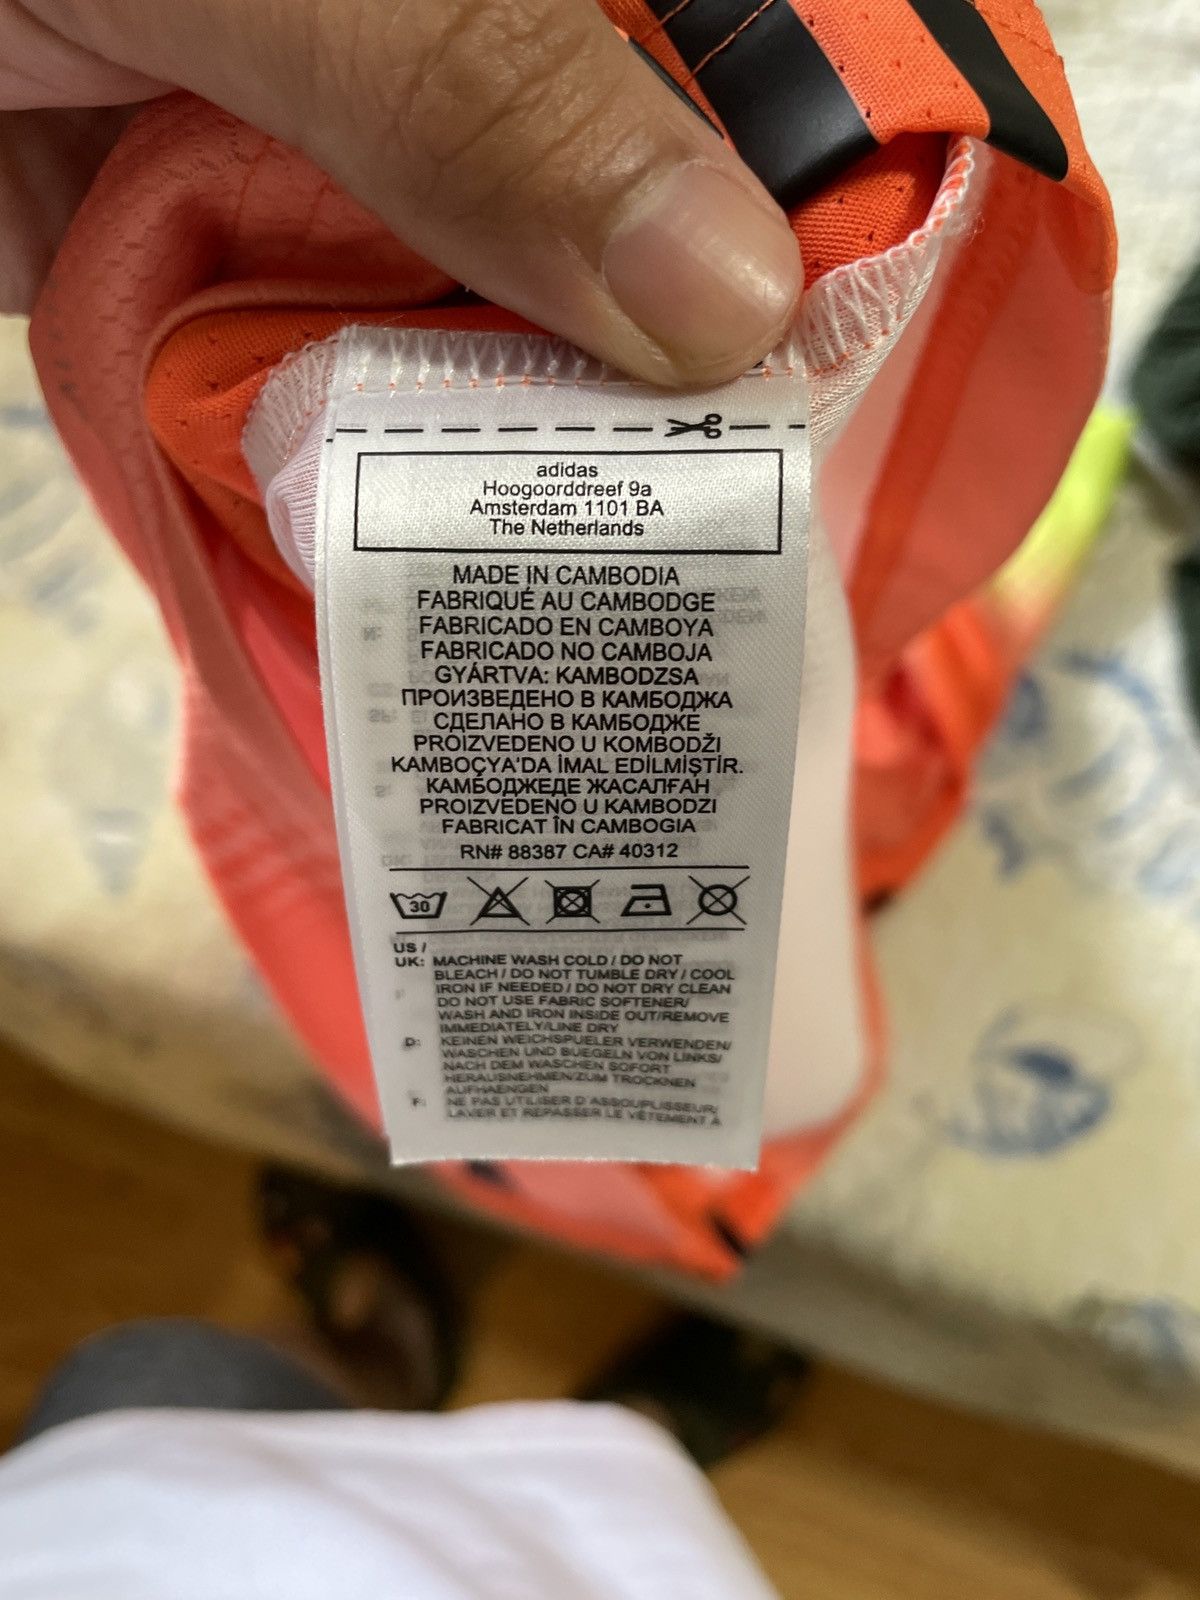 adidas
Hoogoorddreef 9a
Amsterdam 1101 BA
The Netherlands
MADE IN CAMBODIA
FABRIQUÉ AU CAMBODGE
FABRICADO EN CAMBOYA
FABRICADO NO CAMBOJA
GYÁRTVA: KAMBODZSA
ПРОИЗВЕДЕНО В КАМБОДЖА
СДЕЛАНО В КАМБОДЖЕ
PROIZVEDENO U KOMBODŽI
KAMBOÇYA'DA İMAL EDİLMİŞTİR.
КАМБОДЖЕДЕ ЖАСАЛҒАН
PROIZVEDENO U KAMBODZI
FABRICAT ÎN CAMBOGIA
RN# 88387 CA# 40312
30
US /
UK: MACHINE WASH COLD / DO NOT
BLEACH / DO NOT TUMBLE DRY / COOL
IRON IF NEEDED / DO NOT DRY CLEAN
DO NOT USE FABRIC SOFTENER/
WASH AND IRON INSIDE OUT/REMOVE
IMMEDIATELY/LINE DRY
D: KEINEN WEICHSPUELER VERWENDEN/
WASCHEN UND BUEGELN VON LINKS/
NACH DEM WASCHEN SOFORT
HERAUSNEHMEN/ZUM TROCKNEN
AUFHAENGEN
F: NE PAS UTILISER D'ASSOUPLISSEUR/
LAVER ET REPASSER LE VÊTEMENT À